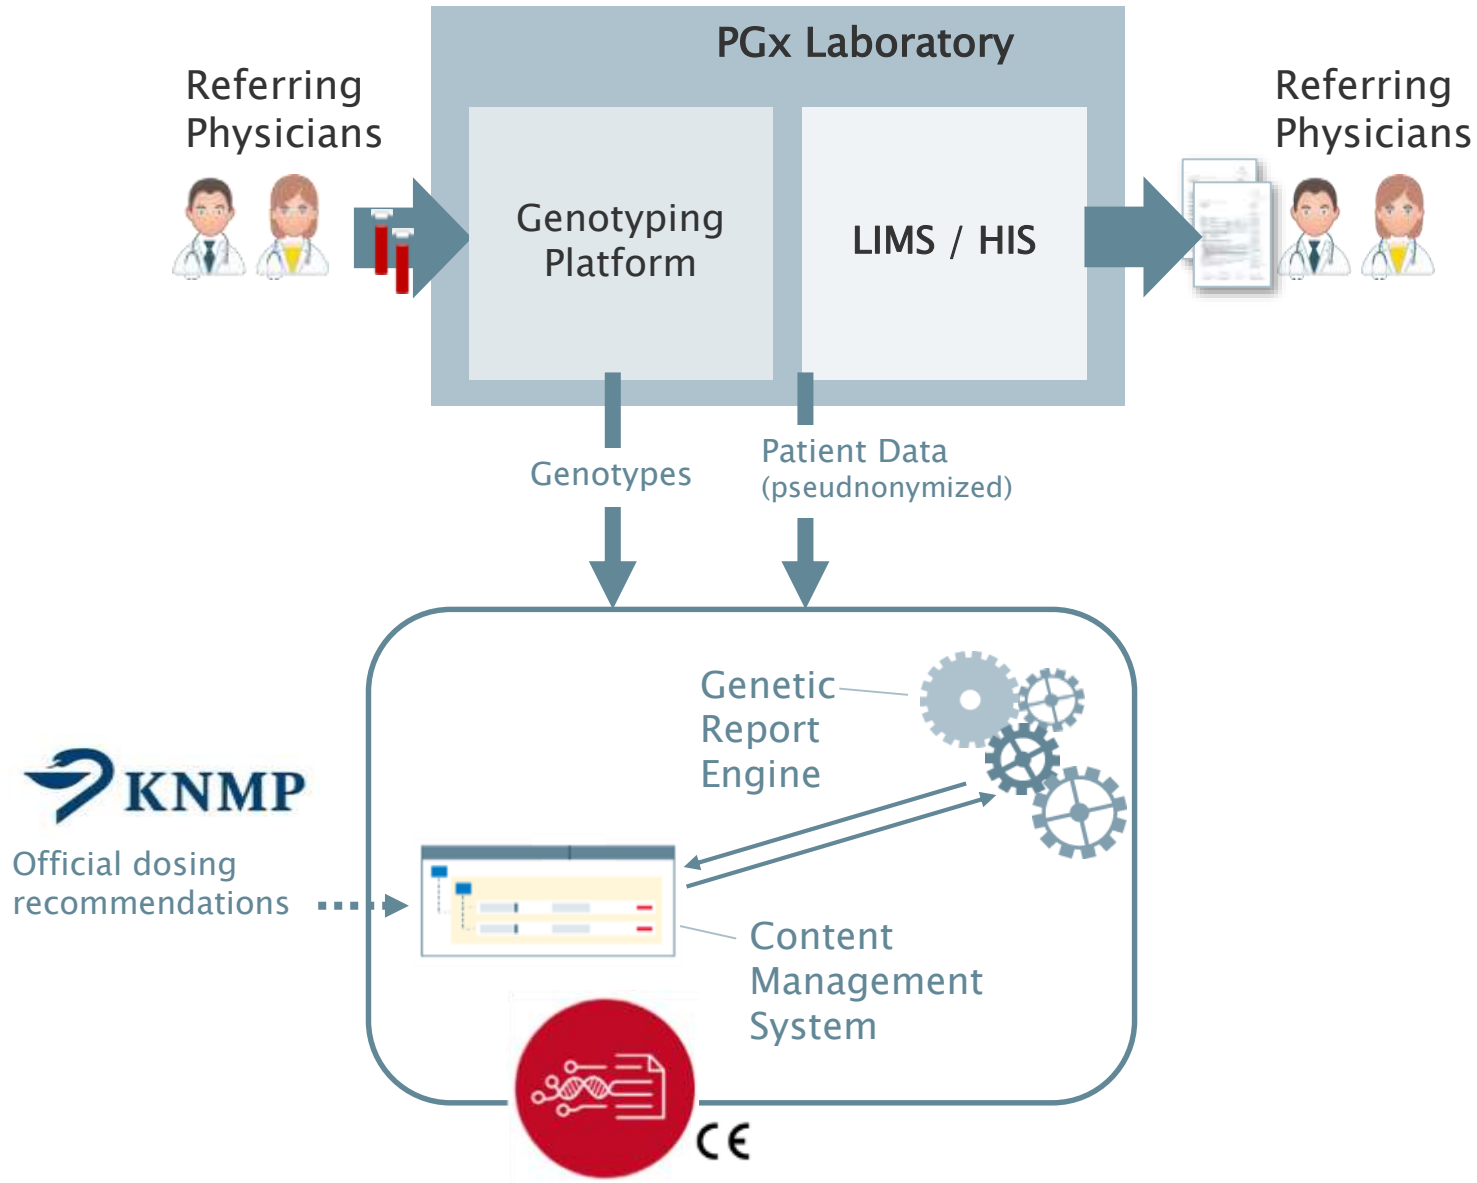 PGx Laboratory
Referring
Physicians
Genotyping
Platform
LIMS / HIS
Referring
Physicians
Genotypes
Patient Data
(pseudnonymized)
Genetic
Report
Engine
KNMP
Official dosing
recommendations
Content
Management
System
CE